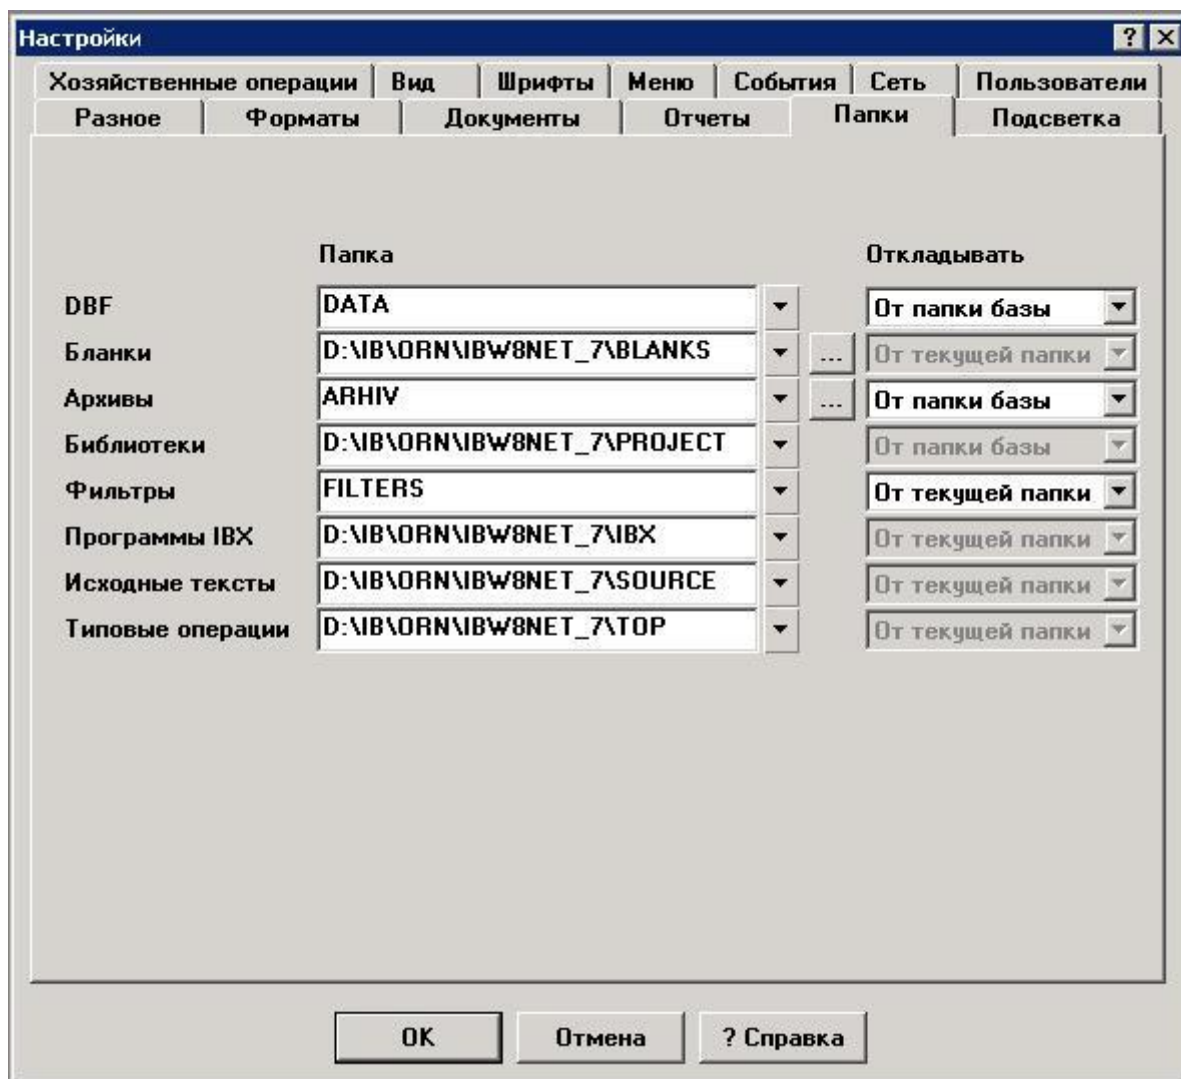 Настройки
Хозяйственные операции Вид Шрифты Меню События Сеть Пользователи
Разное Форматы Документы Отчеты Папки Подсветка
Папка Откладывать
DBF DATA От папки базы
Бланки D:\IB\ORN\IBW8NET_7\BLANKS ... От текущей папки
Архивы ARHIV ... От папки базы
Библиотеки D:\IB\ORN\IBW8NET_7\PROJECT От папки базы
Фильтры FILTERS От текущей папки
Программы IBX D:\IB\ORN\IBW8NET_7\IBX От текущей папки
Исходные тексты D:\IB\ORN\IBW8NET_7\SOURCE От текущей папки
Типовые операции D:\IB\ORN\IBW8NET_7\TOP От текущей папки
OK Отмена ? Справка